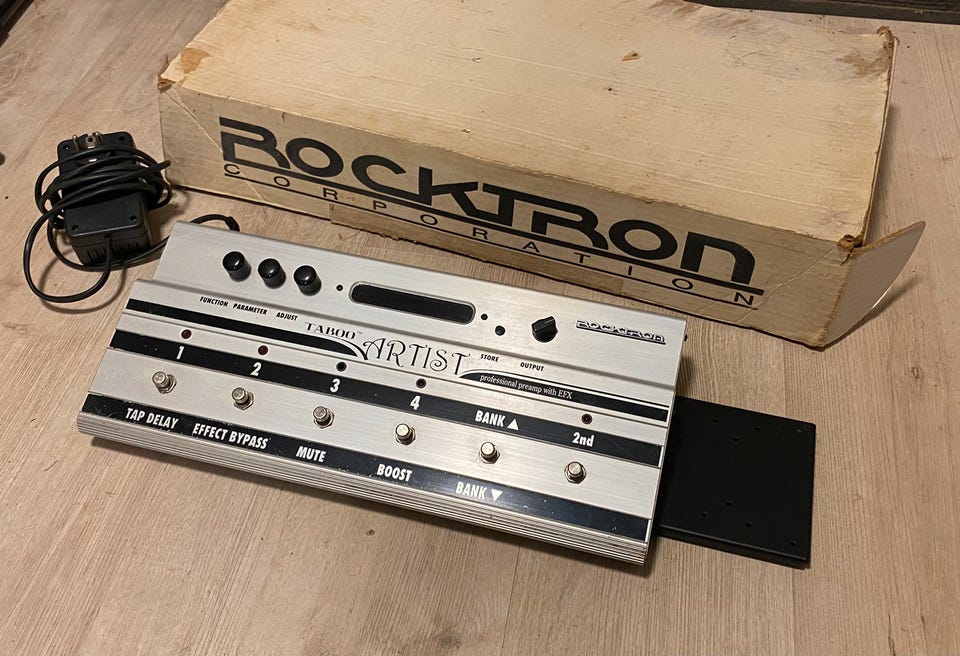 ROCKTRON
CORPORATION
ROCKTRON
FUNCTION PARAMETER ADJUST
TABOO™
ARTIST
STORE OUTPUT
professional preamp with EFX
1 2 3 4 BANK ▲ 2nd
TAP DELAY EFFECT BYPASS MUTE BOOST BANK ▼